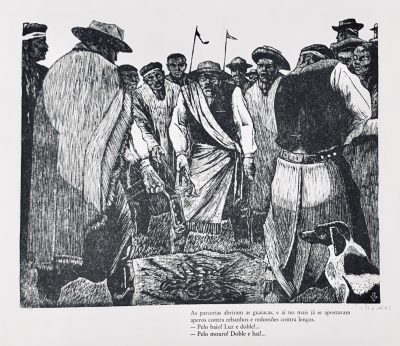 As parcerias abriram as guaiacas, e aí no mais já se apostavam
aperos contra rebanhos e redomões contra lenços.
— Pelo baio! Luz e doble!...
— Pelo mouro! Doble e luz!...